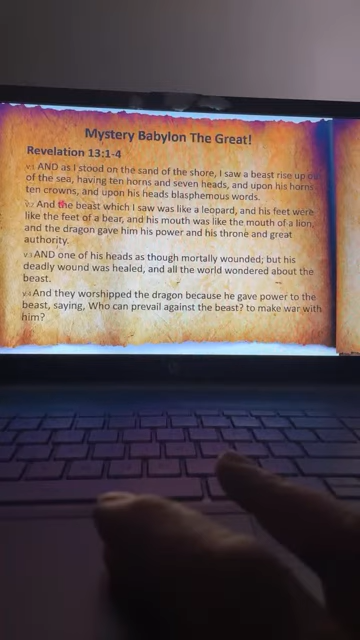 Mystery Babylon The Great!
Revelation 13:1-4
v.1 AND as I stood on the sand of the shore, I saw a beast rise up
of the sea, having ten horns and seven heads, and upon his horns
ten crowns, and upon his heads blasphemous words.
v.2 And the beast which I saw was like a leopard, and his feet were
like the feet of a bear, and his mouth was like the mouth of a lion,
and the dragon gave him his power and his throne and great
authority.
v.3 AND one of his heads as though mortally wounded; but his
deadly wound was healed, and all the world wondered about the
beast.
v.4 And they worshipped the dragon because he gave power to the
beast, saying, Who can prevail against the beast? to make war with
him?